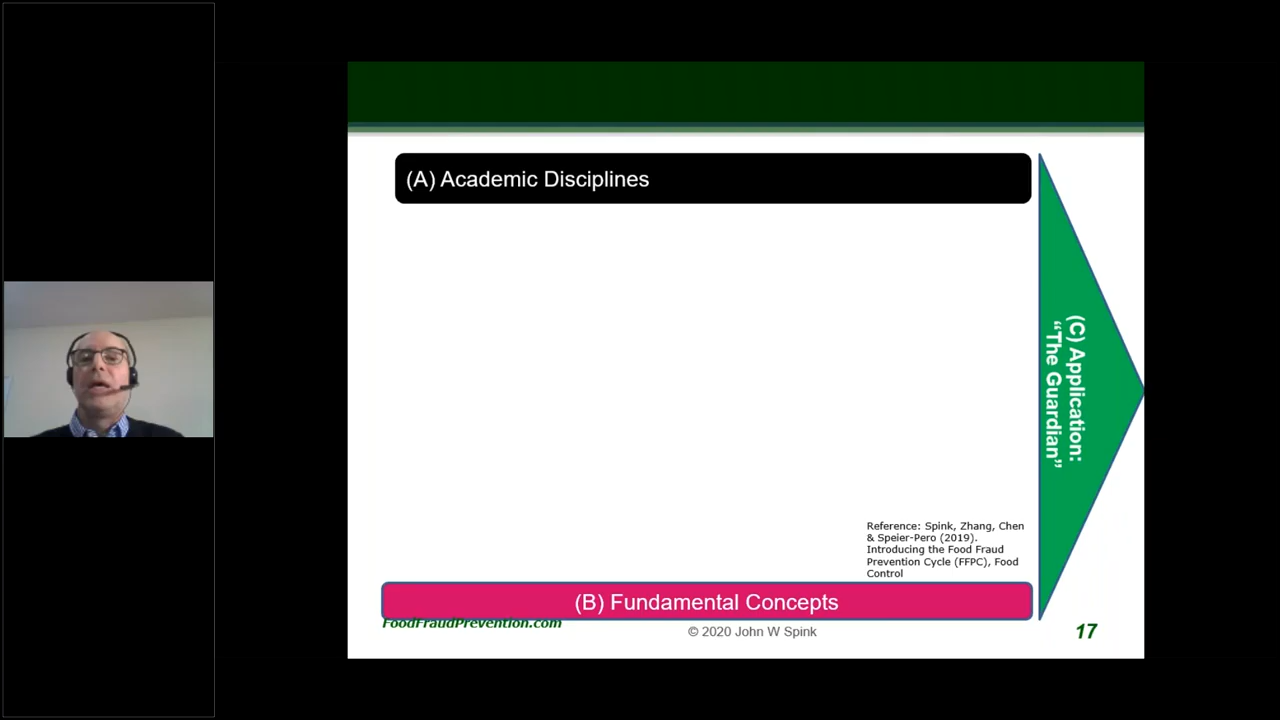 (A) Academic Disciplines
(C) Application:
“The Guardian”
Reference: Spink, Zhang, Chen
& Speier-Pero (2019).
Introducing the Food Fraud
Prevention Cycle (FFPC), Food
Control
(B) Fundamental Concepts
FoodFraudPrevention.com
© 2020 John W Spink
17